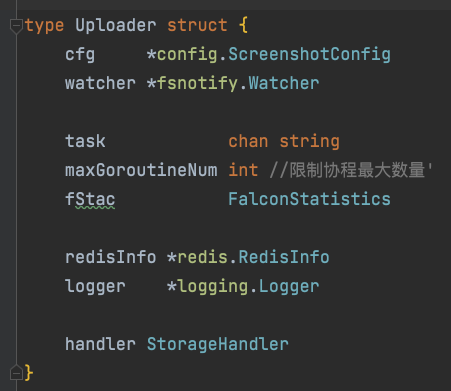 type Uploader struct {
    cfg     *config.ScreenshotConfig
    watcher *fsnotify.Watcher

    task            chan string
    maxGoroutineNum int //限制协程最大数量'
    fStac           FalconStatistics

    redisInfo *redis.RedisInfo
    logger    *logging.Logger

    handler StorageHandler
}